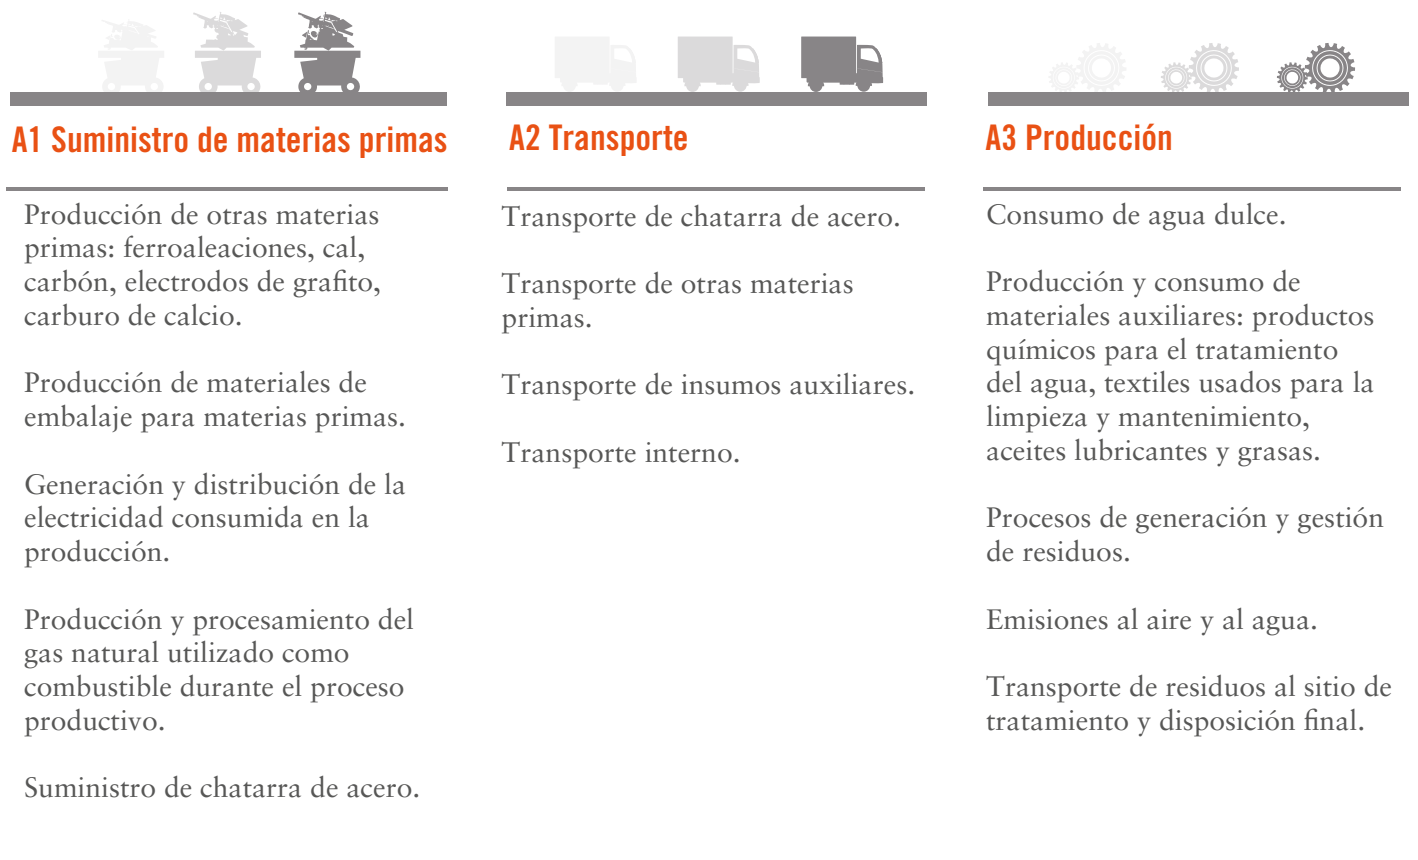 A1 Suministro de materias primas
Producción de otras materias
primas: ferroaleaciones, cal,
carbón, electrodos de grafito,
carburo de calcio.
Producción de materiales de
embalaje para materias primas.
Generación y distribución de la
electricidad consumida en la
producción.
Producción y procesamiento del
gas natural utilizado como
combustible durante el proceso
productivo.
Suministro de chatarra de acero.
A2 Transporte
Transporte de chatarra de acero.
Transporte de otras materias
primas.
Transporte de insumos auxiliares.
Transporte interno.
A3 Producción
Consumo de agua dulce.
Producción y consumo de
materiales auxiliares: productos
químicos para el tratamiento
del agua, textiles usados para la
limpieza y mantenimiento,
aceites lubricantes y grasas.
Procesos de generación y gestión
de residuos.
Emisiones al aire y al agua.
Transporte de residuos al sitio de
tratamiento y disposición final.